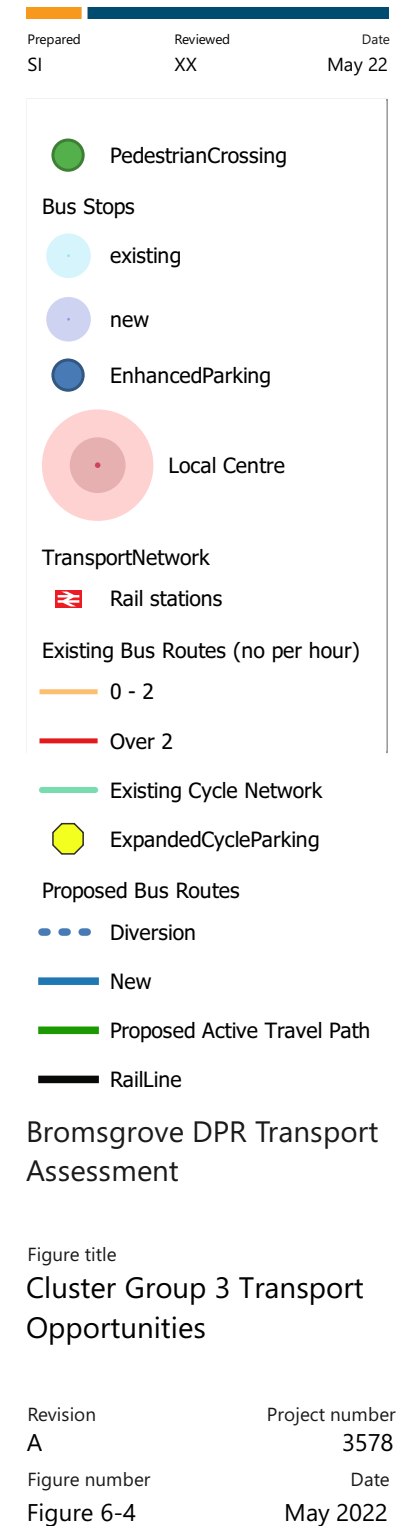 Prepared Reviewed Date
SI XX May 22
PedestrianCrossing
Bus Stops
existing
new
EnhancedParking
Local Centre
TransportNetwork
Rail stations
Existing Bus Routes (no per hour)
0 - 2
Over 2
Existing Cycle Network
ExpandedCycleParking
Proposed Bus Routes
Diversion
New
Proposed Active Travel Path
RailLine
Bromsgrove DPR Transport
Assessment
Figure title
Cluster Group 3 Transport
Opportunities
Revision Project number
A 3578
Figure number Date
Figure 6-4 May 2022